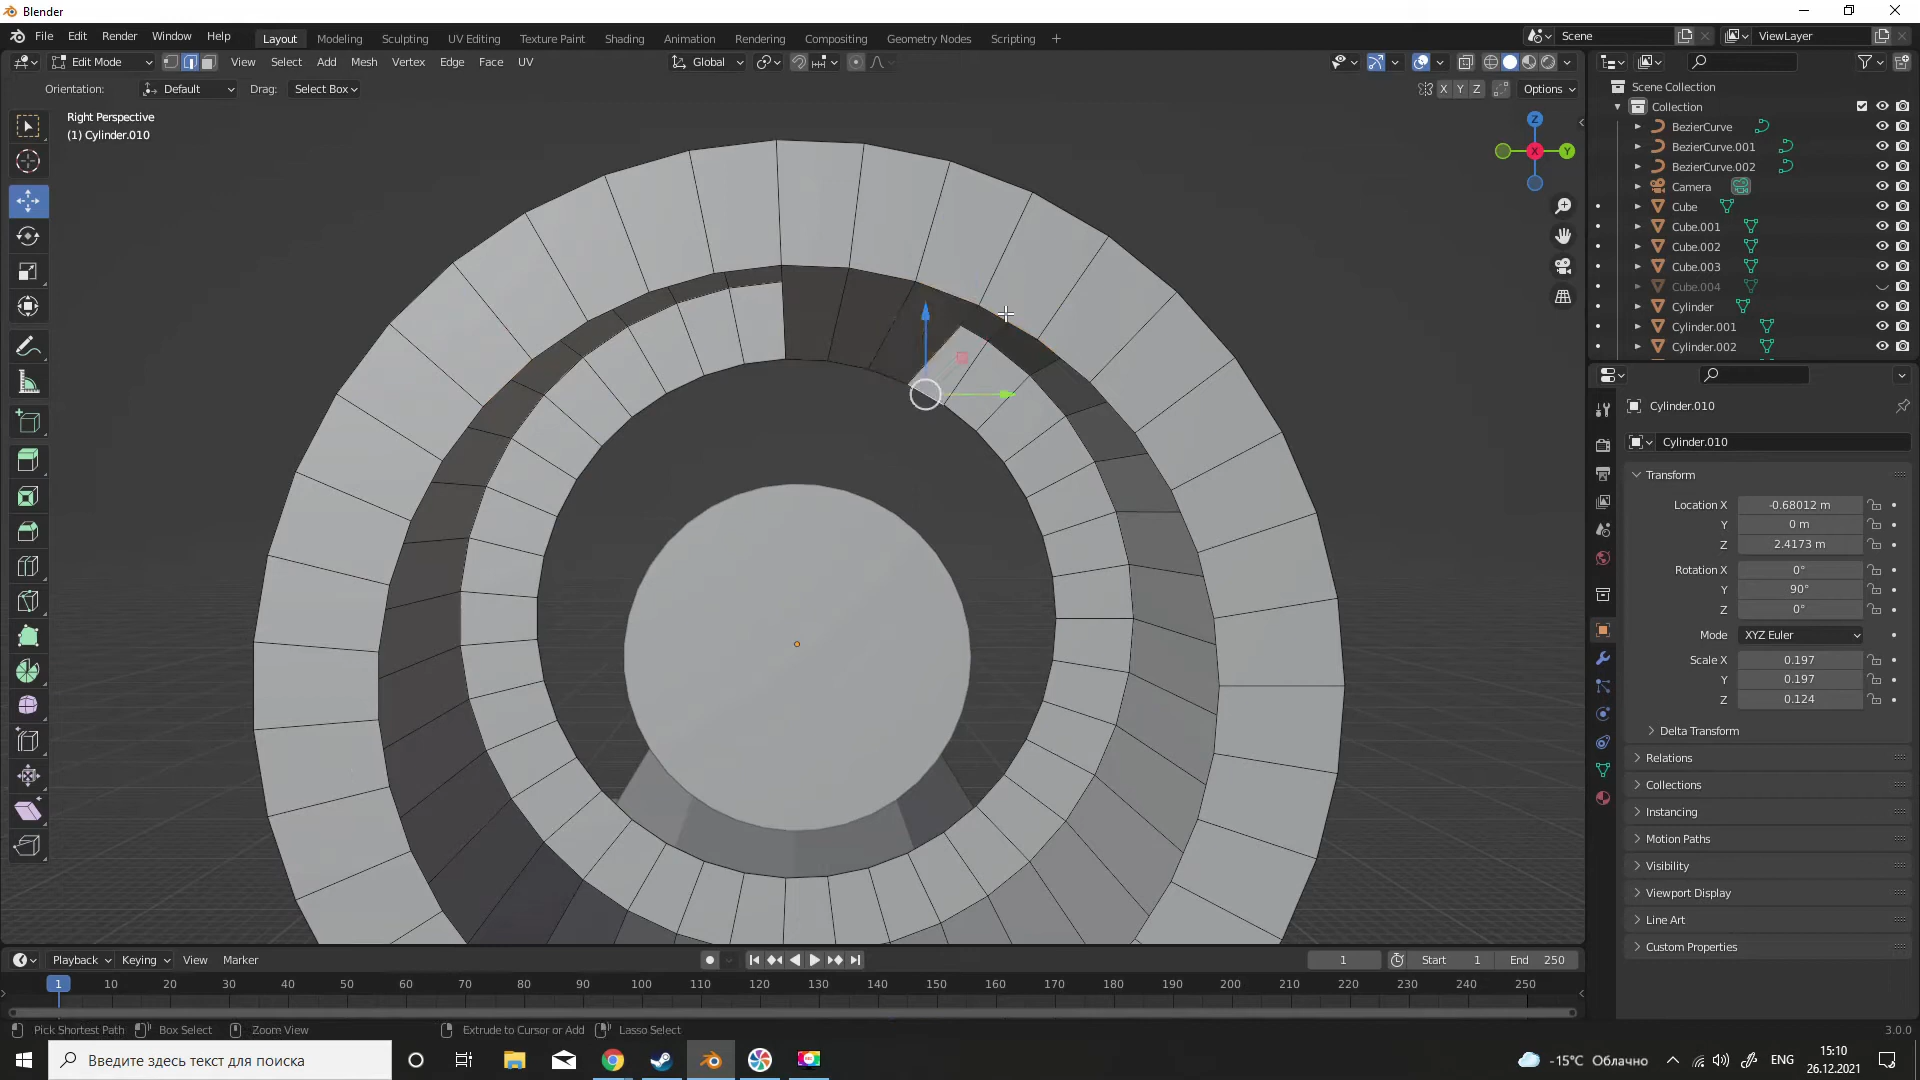 Blender
File Edit Render Window Help
Layout Modeling Sculpting UV Editing Texture Paint Shading Animation Rendering Compositing Geometry Nodes Scripting +
Scene ViewLayer
Edit Mode View Select Add Mesh Vertex Edge Face UV Global
Orientation: Default Drag: Select Box X Y Z Options
Right Perspective
(1) Cylinder.010
Z
X
Y
Scene Collection
Collection
BezierCurve
BezierCurve.001
BezierCurve.002
Camera
Cube
Cube.001
Cube.002
Cube.003
Cube.004
Cylinder
Cylinder.001
Cylinder.002
Cylinder.010
Cylinder.010
Transform
Location X -0.68012 m
Y 0 m
Z 2.4173 m
Rotation X 0°
Y 90°
Z 0°
Mode XYZ Euler
Scale X 0.197
Y 0.197
Z 0.124
Delta Transform
Relations
Collections
Instancing
Motion Paths
Visibility
Viewport Display
Line Art
Custom Properties
Playback Keying View Marker 1 Start 1 End 250
1 10 20 30 40 50 60 70 80 90 100 110 120 130 140 150 160 170 180 190 200 210 220 230 240 250
Pick Shortest Path Box Select Zoom View Extrude to Cursor or Add Lasso Select 3.0.0
Введите здесь текст для поиска
-15°C Облачно ENG
15:10
26.12.2021